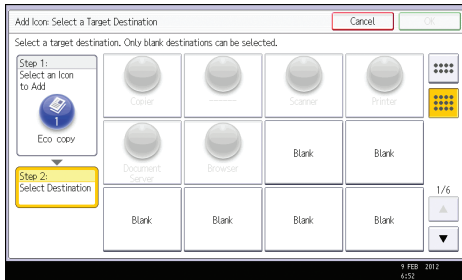 Add Icon: Select a Target Destination
Cancel
OK
Select a target destination. Only blank destinations can be selected.
Step 1:
Select an Icon
to Add
1
Eco copy
Step 2:
Select Destination
Copier
--------
Scanner
Printer
Document
Server
Browser
Blank
Blank
Blank
Blank
Blank
Blank
1/6
9 FEB 2012
6:52